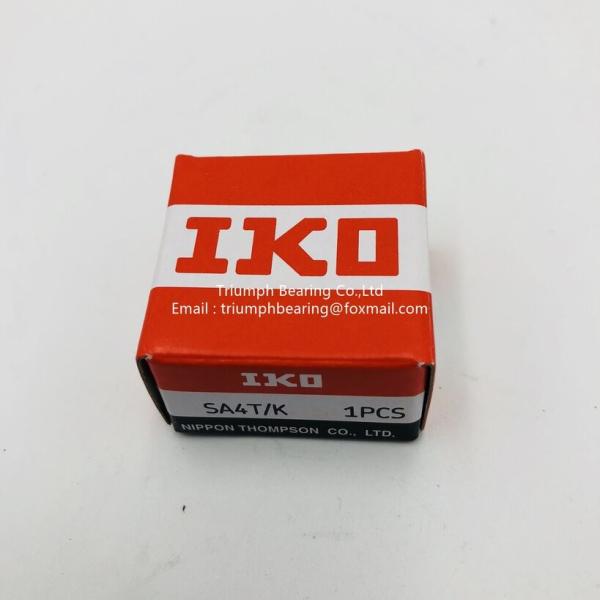 IKO
Triumph Bearing Co.,Ltd
Email : triumphbearing@foxmail.com
IKO
SA4T/K 1PCS
NIPPON THOMPSON CO., LTD.